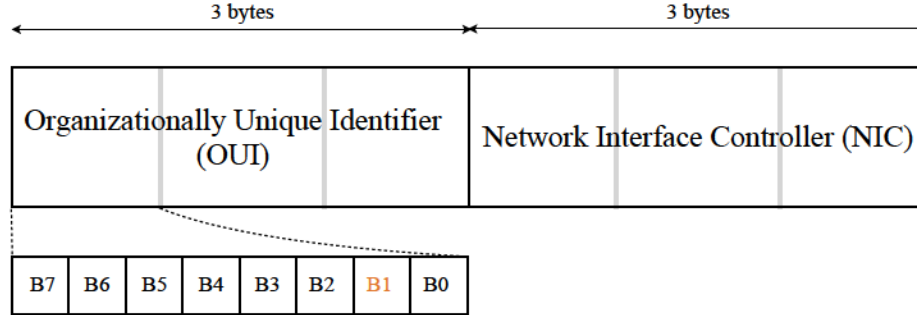 3 bytes
3 bytes
Organizationally Unique Identifier
(OUI)
Network Interface Controller (NIC)
B7 B6 B5 B4 B3 B2 B1 B0